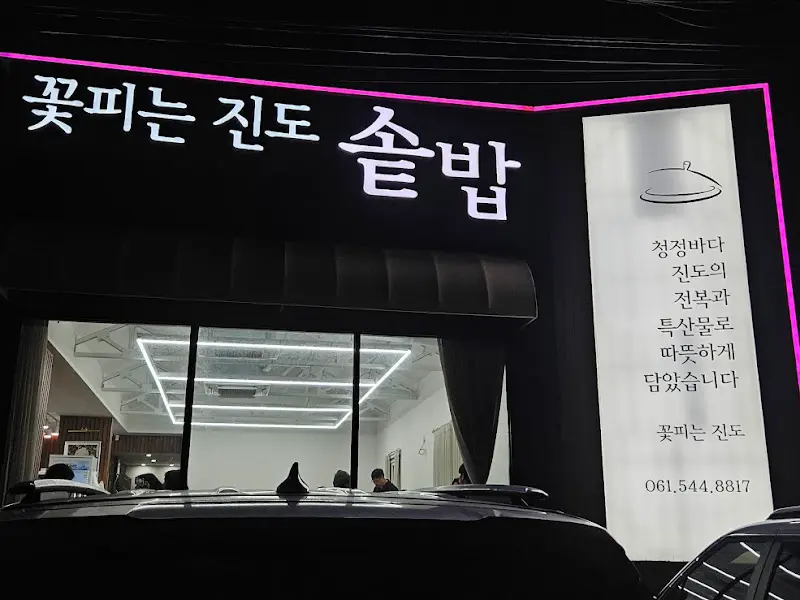 꽃피는 진도 솥밥
청정바다
진도의
전복과
특산물로
따뜻하게
담았습니다
꽃피는 진도
061.544.8817